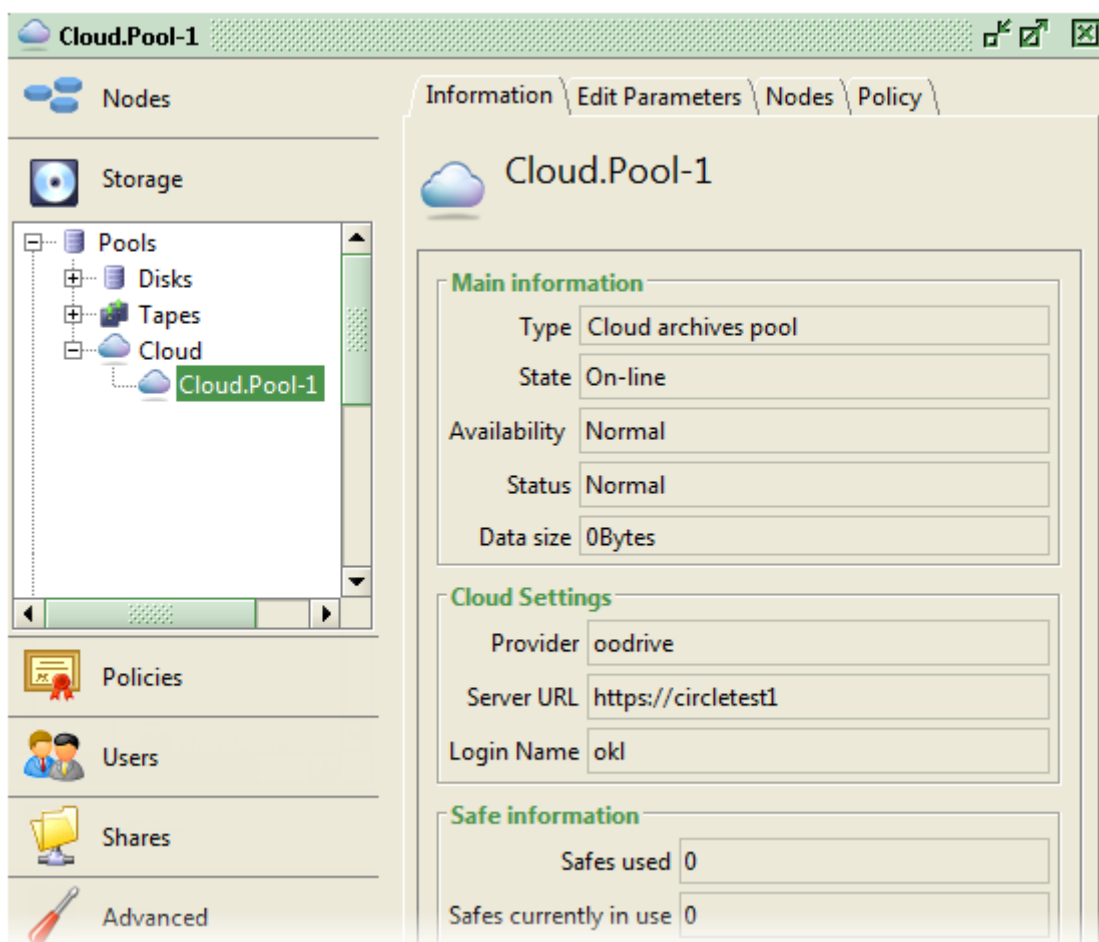 Cloud.Pool-1
Nodes
Storage
Pools
Disks
Tapes
Cloud
Cloud.Pool-1
Policies
Users
Shares
Advanced
Information Edit Parameters Nodes Policy
Cloud.Pool-1
Main information
Type Cloud archives pool
State On-line
Availability Normal
Status Normal
Data size 0Bytes
Cloud Settings
Provider oodrive
Server URL https://circletest1
Login Name okl
Safe information
Safes used 0
Safes currently in use 0